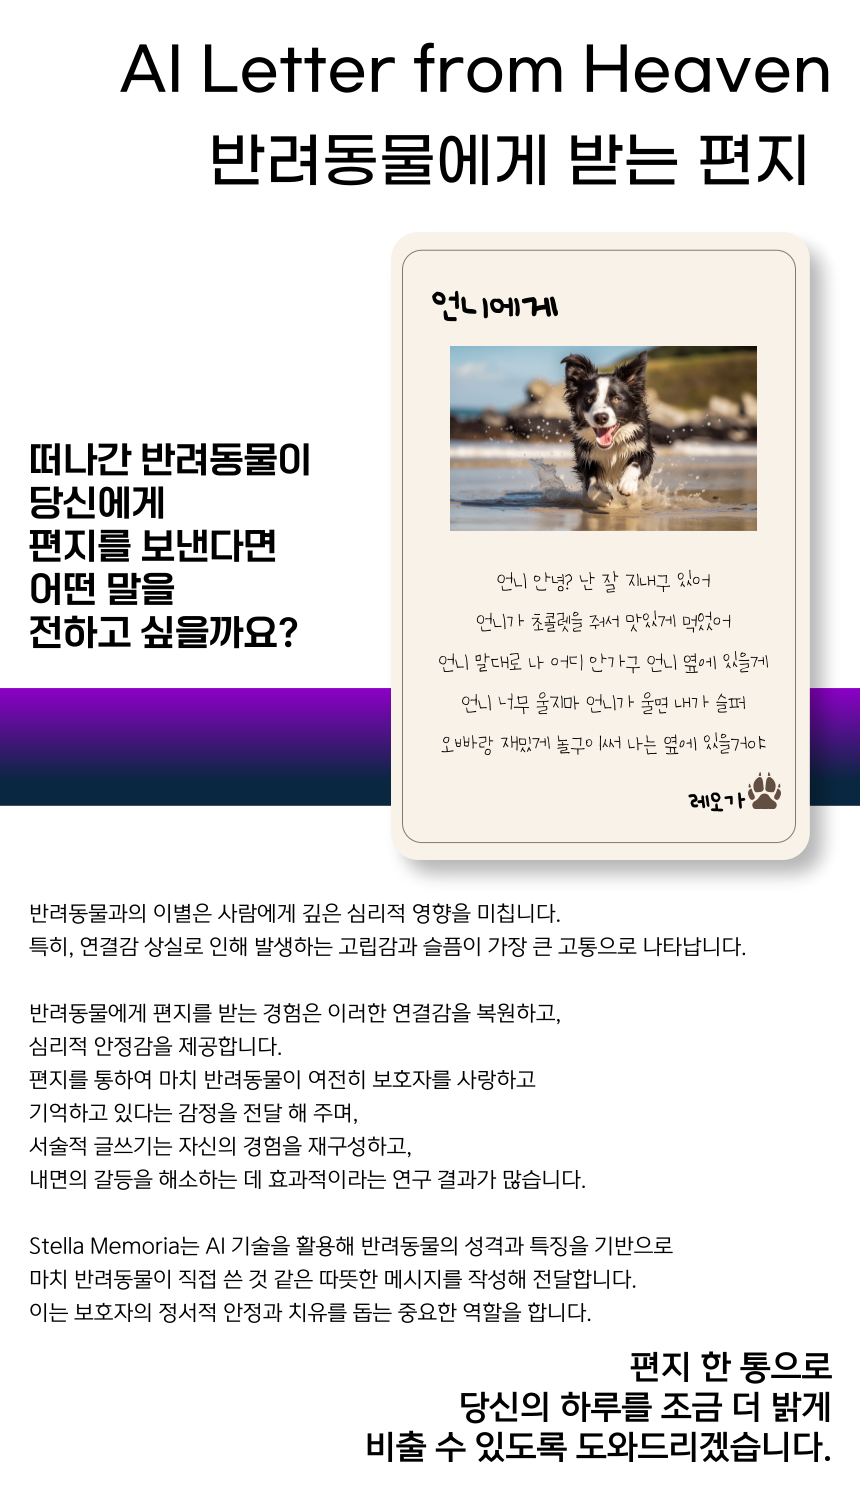 AI Letter from Heaven
반려동물에게 받는 편지
언니에게
언니 안녕? 난 잘 지내구 있어
언니가 초콜렛을 줘서 맛있게 먹었어
언니 말대로 나 어디 안가구 언니 옆에 있을게
언니 너무 울지마 언니가 울면 내가 슬퍼
오빠랑 재밌게 놀구이써 나는 옆에 있을거야
레오가
떠나간 반려동물이
당신에게
편지를 보낸다면
어떤 말을
전하고 싶을까요?
반려동물과의 이별은 사람에게 깊은 심리적 영향을 미칩니다.
특히, 연결감 상실로 인해 발생하는 고립감과 슬픔이 가장 큰 고통으로 나타납니다.
반려동물에게 편지를 받는 경험은 이러한 연결감을 복원하고,
심리적 안정감을 제공합니다.
편지를 통하여 마치 반려동물이 여전히 보호자를 사랑하고
기억하고 있다는 감정을 전달 해 주며,
서술적 글쓰기는 자신의 경험을 재구성하고,
내면의 갈등을 해소하는 데 효과적이라는 연구 결과가 많습니다.
Stella Memoria는 AI 기술을 활용해 반려동물의 성격과 특징을 기반으로
마치 반려동물이 직접 쓴 것 같은 따뜻한 메시지를 작성해 전달합니다.
이는 보호자의 정서적 안정과 치유를 돕는 중요한 역할을 합니다.
편지 한 통으로
당신의 하루를 조금 더 밝게
비출 수 있도록 도와드리겠습니다.